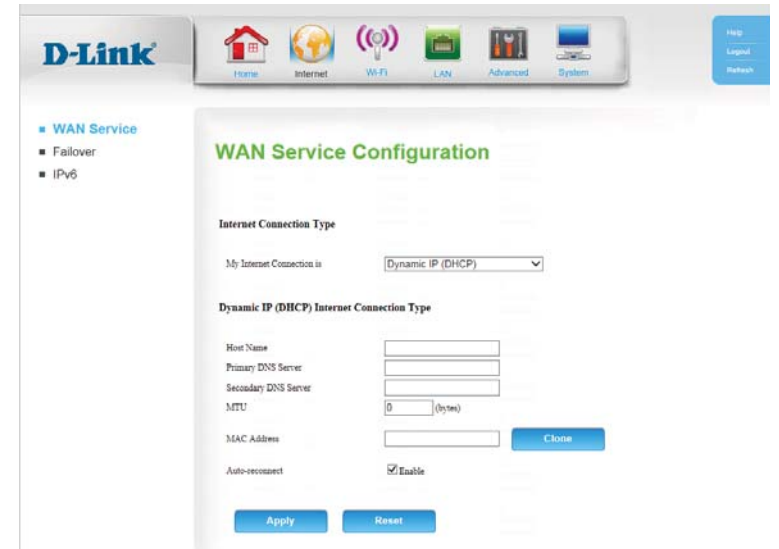 D-Link
Home
Internet
Wi-Fi
LAN
Advanced
System
Help
Logout
Refresh
WAN Service
Failover
IPv6
WAN Service Configuration
Internet Connection Type
My Internet Connection is Dynamic IP (DHCP)
Dynamic IP (DHCP) Internet Connection Type
Host Name
Primary DNS Server
Secondary DNS Server
MTU 0 (bytes)
MAC Address Clone
Auto-reconnect Enable
Apply Reset